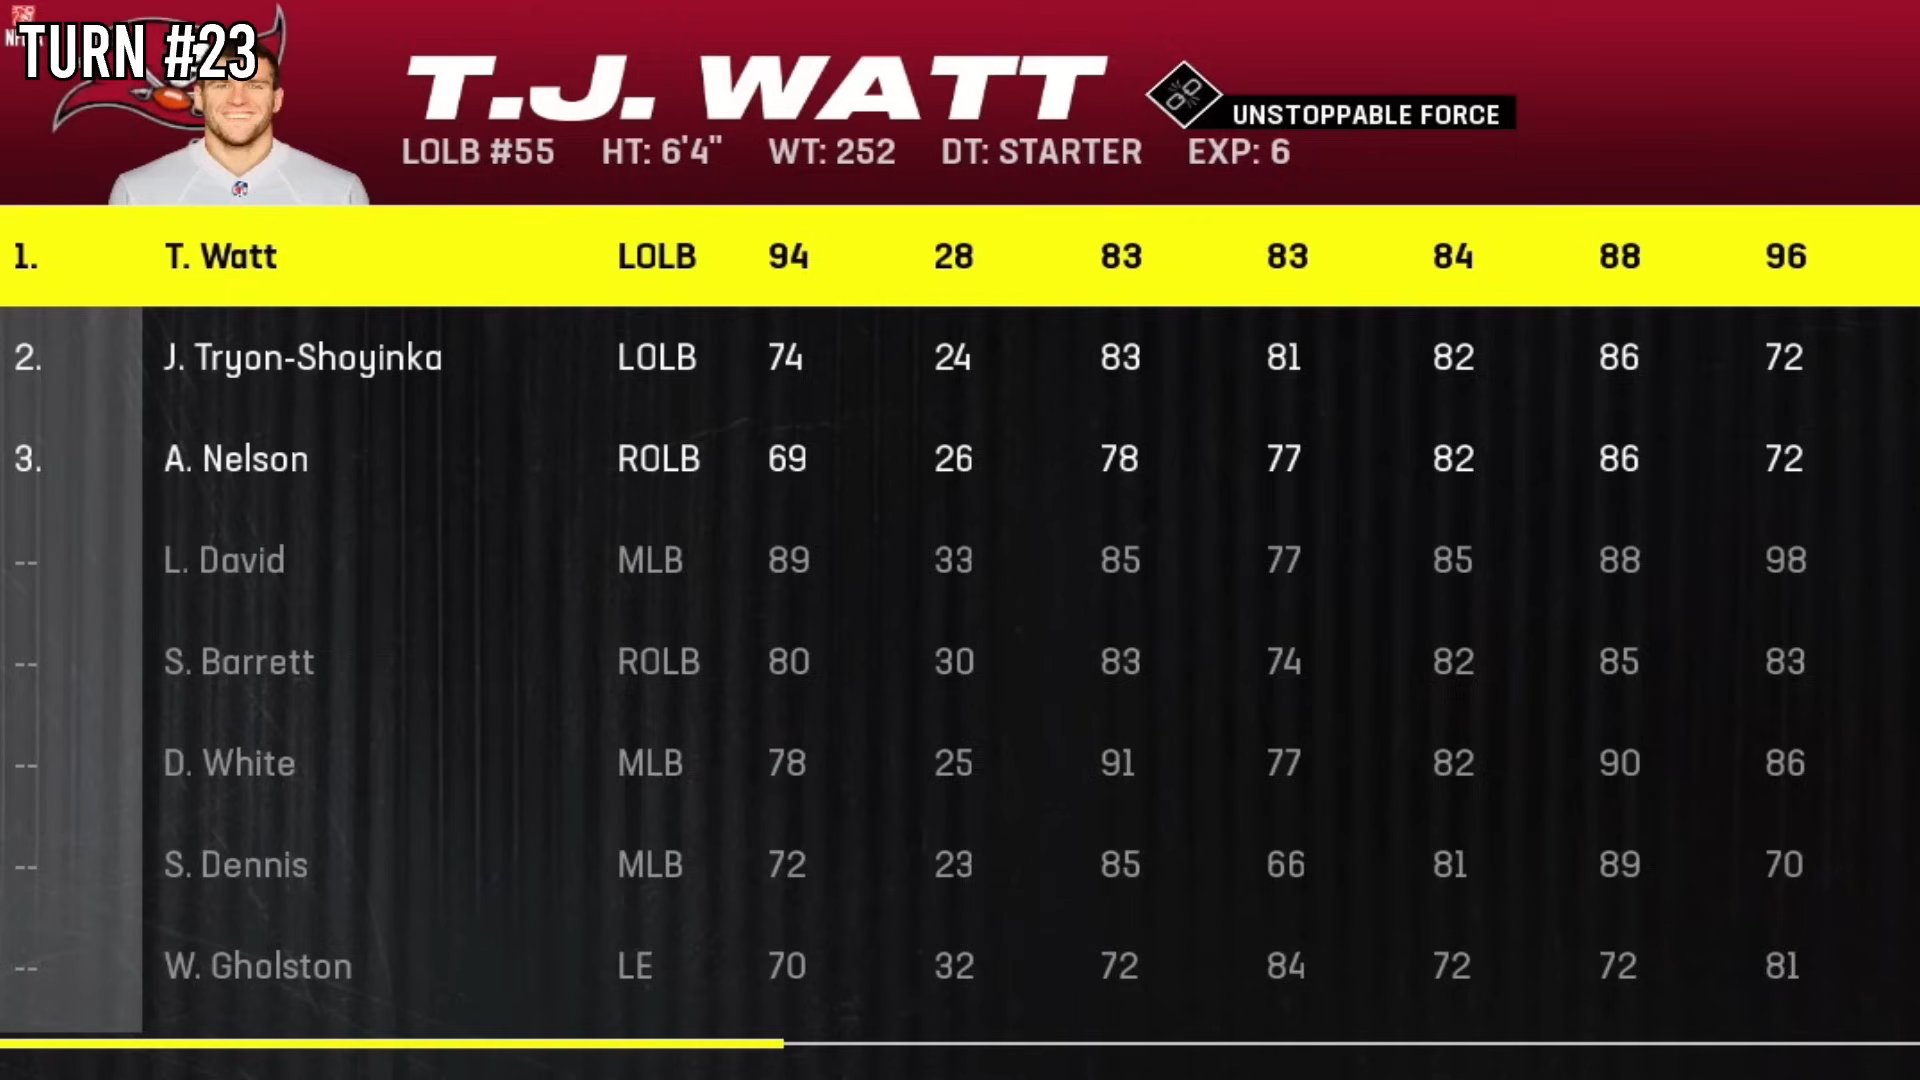 TURN #23
T.J. WATT
UNSTOPPABLE FORCE
LOLB #55 HT: 6'4" WT: 252 DT: STARTER EXP: 6
1. T. Watt LOLB 94 28 83 83 84 88 96
2. J. Tryon-Shoyinka LOLB 74 24 83 81 82 86 72
3. A. Nelson ROLB 69 26 78 77 82 86 72
-- L. David MLB 89 33 85 77 85 88 98
-- S. Barrett ROLB 80 30 83 74 82 85 83
-- D. White MLB 78 25 91 77 82 90 86
-- S. Dennis MLB 72 23 85 66 81 89 70
-- W. Gholston LE 70 32 72 84 72 72 81